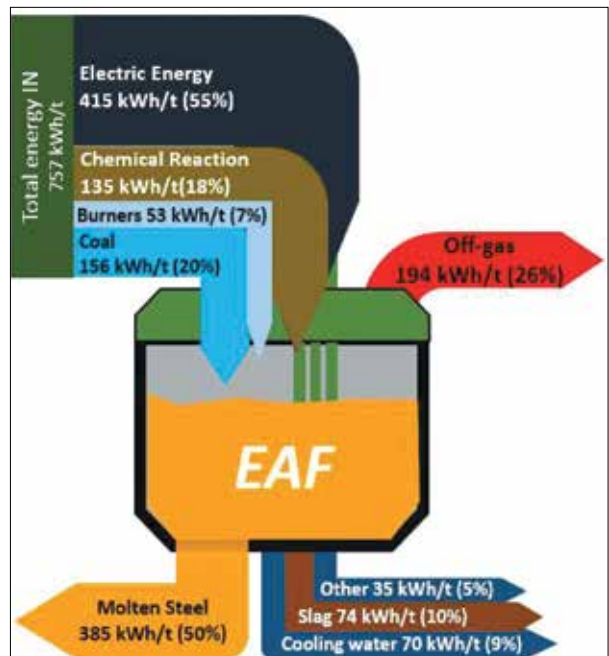 Total energy IN
757 kWh/t
Electric Energy
415 kWh/t (55%)
Chemical Reaction
135 kWh/t(18%)
Burners 53 kWh/t (7%)
Coal
156 kWh/t (20%)
Off-gas
194 kWh/t (26%)
EAF
Molten Steel
385 kWh/t (50%)
Other 35 kWh/t (5%)
Slag 74 kWh/t (10%)
Cooling water 70 kWh/t (9%)